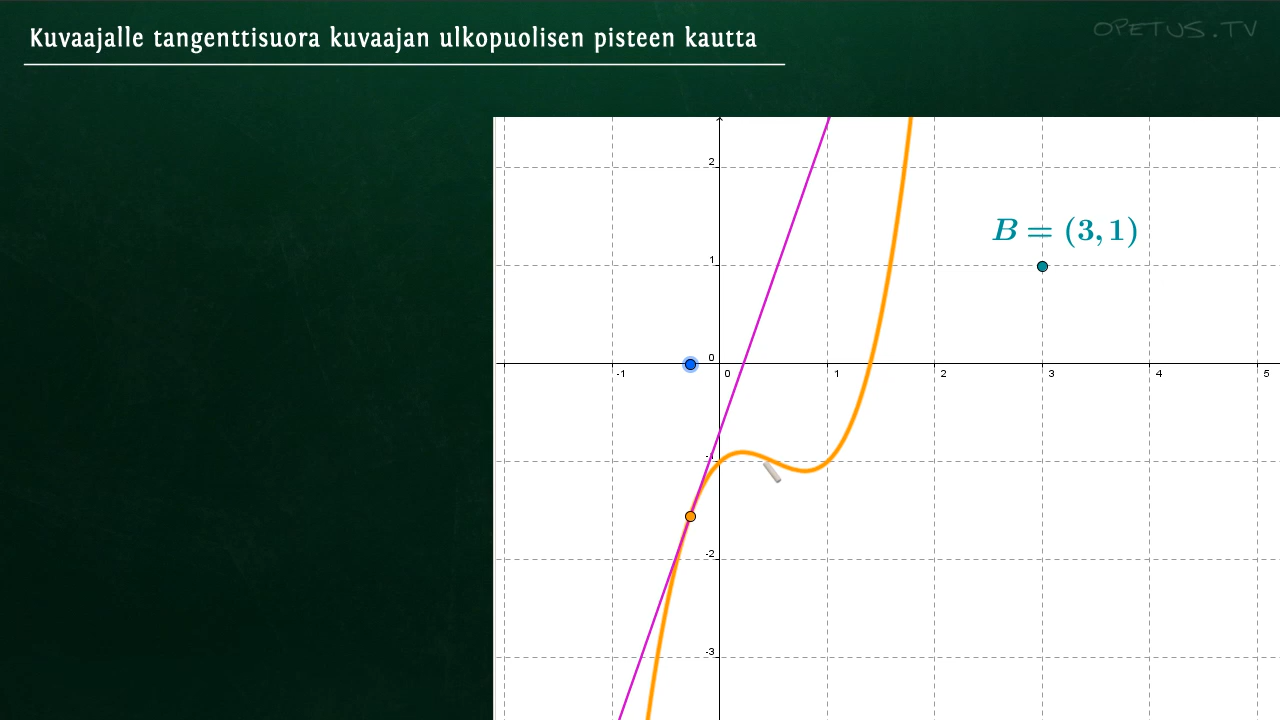 Kuvaajalle tangenttisuora kuvaajan ulkopuolisen pisteen kautta
OPETUS.TV
2
B = (3, 1)
1
0
-1 0 1 2 3 4 5
-1
-2
-3